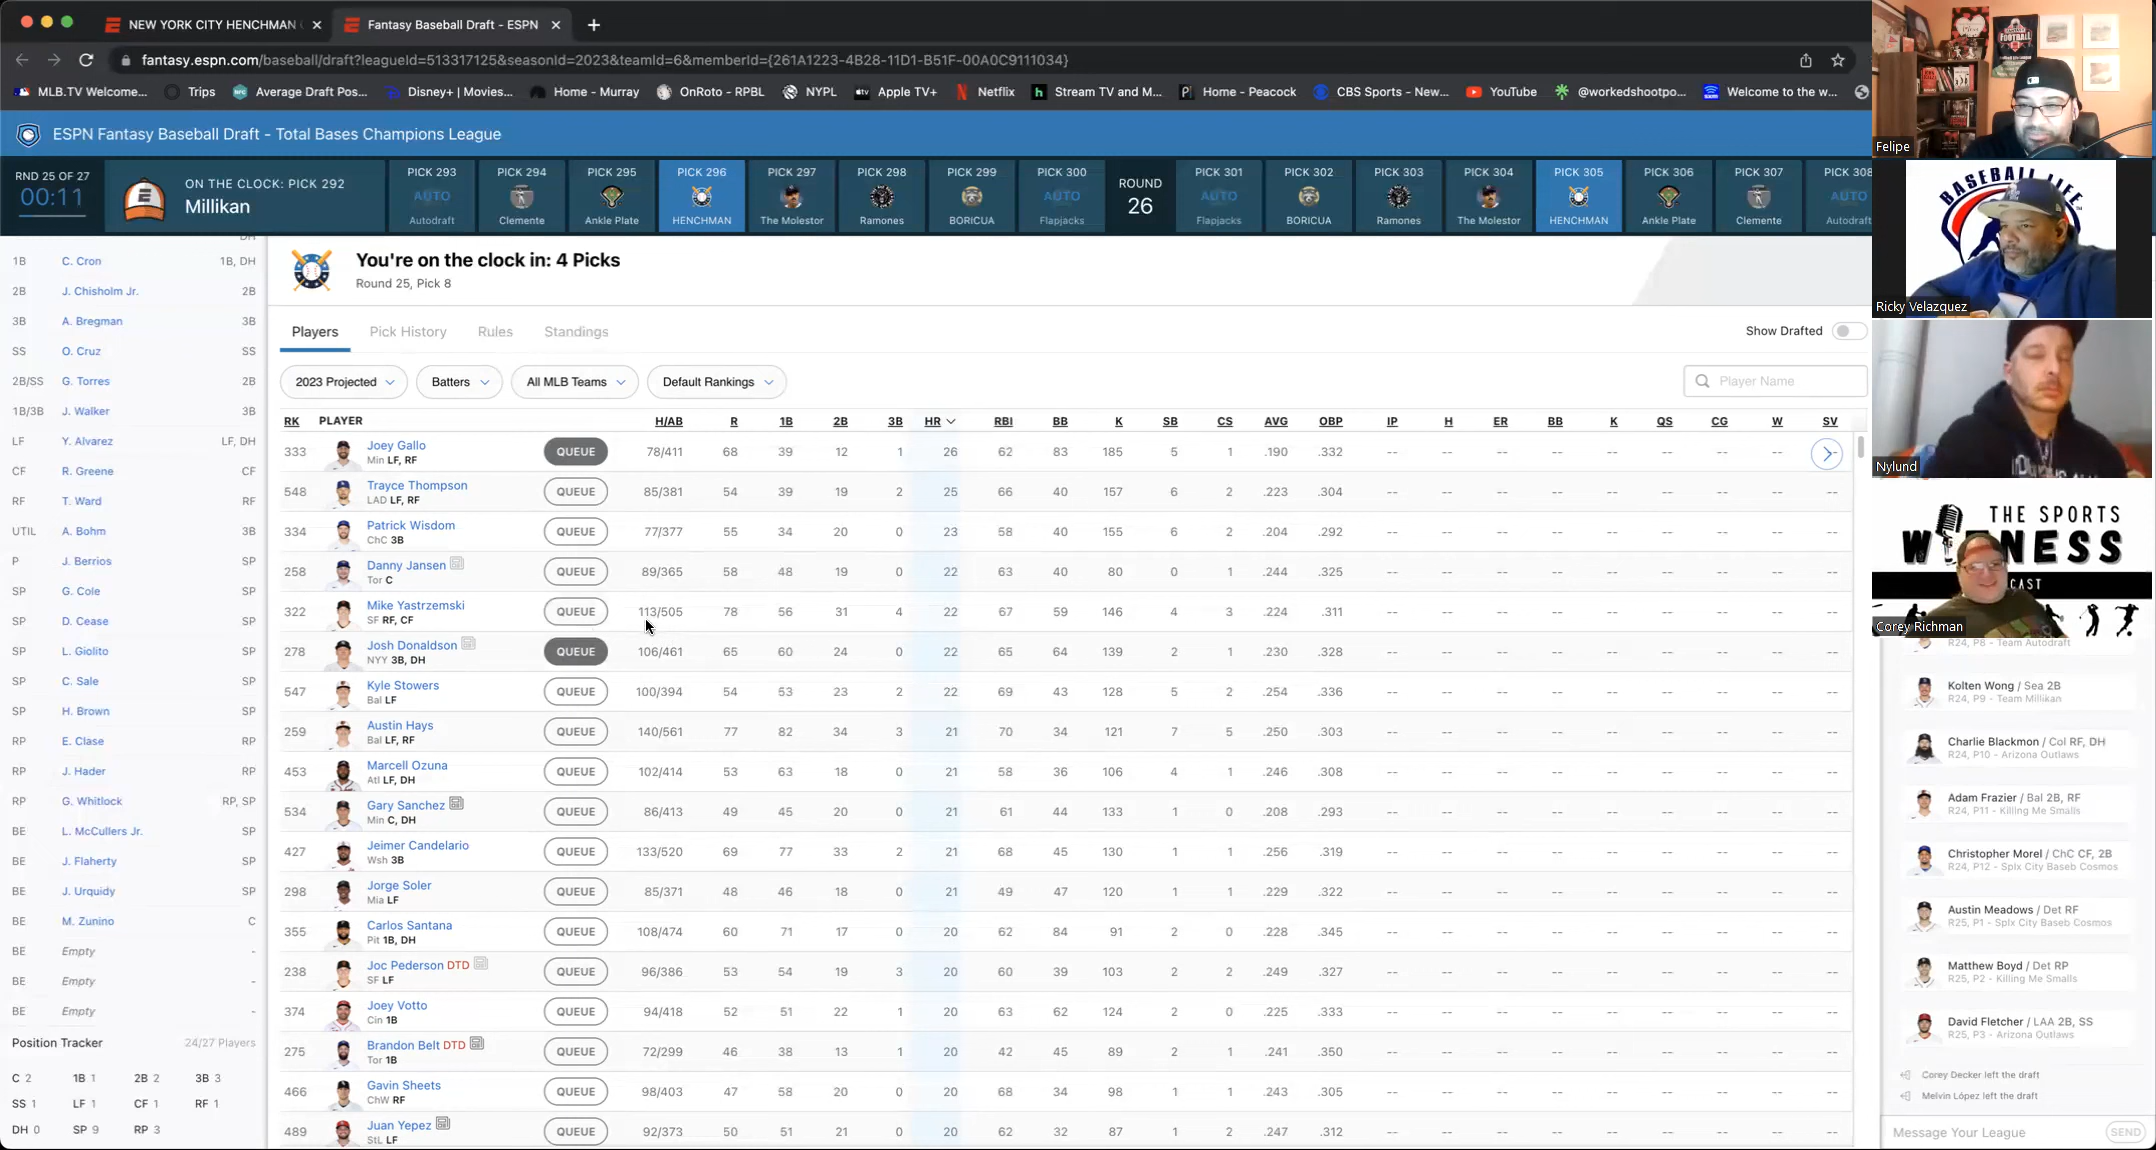 NEW YORK CITY HENCHMAN
Fantasy Baseball Draft - ESPN
fantasy.espn.com/baseball/draft?leagueId=513317125&seasonId=2023&teamId=6&memberId={261A1223-4B28-11D1-B51F-00A0C9111034}
MLB.TV Welcome... Trips Average Draft Pos... Disney+ | Movies... Home - Murray OnRoto - RPBL NYPL Apple TV+ Netflix Stream TV and M... Home - Peacock CBS Sports - New... YouTube @workedshootpo... Welcome to the w...
ESPN Fantasy Baseball Draft - Total Bases Champions League
RND 25 OF 27
00:11
ON THE CLOCK: PICK 292
Millikan
PICK 293 AUTO Autodraft
PICK 294 Clemente
PICK 295 Ankle Plate
PICK 296 HENCHMAN
PICK 297 The Molestor
PICK 298 Ramones
PICK 299 BORICUA
PICK 300 AUTO Flapjacks
ROUND 26
PICK 301 AUTO Flapjacks
PICK 302 BORICUA
PICK 303 Ramones
PICK 304 The Molestor
PICK 305 HENCHMAN
PICK 306 Ankle Plate
PICK 307 Clemente
PICK 308 AUTO Autodraft
DH
1B C. Cron 1B, DH
2B J. Chisholm Jr. 2B
3B A. Bregman 3B
SS O. Cruz SS
2B/SS G. Torres 2B
1B/3B J. Walker 3B
LF Y. Alvarez LF, DH
CF R. Greene CF
RF T. Ward RF
UTIL A. Bohm 3B
P J. Berrios SP
SP G. Cole SP
SP D. Cease SP
SP L. Giolito SP
SP C. Sale SP
SP H. Brown SP
RP E. Clase RP
RP J. Hader RP
RP G. Whitlock RP, SP
BE L. McCullers Jr. SP
BE J. Flaherty SP
BE J. Urquidy SP
BE M. Zunino C
BE Empty -
BE Empty -
BE Empty -
Position Tracker 24/27 Players
C 2 1B 1 2B 2 3B 3
SS 1 LF 1 CF 1 RF 1
DH 0 SP 9 RP 3
You're on the clock in: 4 Picks
Round 25, Pick 8
Players Pick History Rules Standings
Show Drafted
2023 Projected Batters All MLB Teams Default Rankings
Player Name
RK PLAYER H/AB R 1B 2B 3B HR RBI BB K SB CS AVG OBP IP H ER BB K QS CG W SV
333 Joey Gallo Min LF, RF QUEUE 78/411 68 39 12 1 26 62 83 185 5 1 .190 .332 -- -- -- -- -- -- -- -- --
548 Trayce Thompson LAD LF, RF QUEUE 85/381 54 39 19 2 25 66 40 157 6 2 .223 .304 -- -- -- -- -- -- -- -- --
334 Patrick Wisdom ChC 3B QUEUE 77/377 55 34 20 0 23 58 40 155 6 2 .204 .292 -- -- -- -- -- -- -- -- --
258 Danny Jansen Tor C QUEUE 89/365 58 48 19 0 22 63 40 80 0 1 .244 .325 -- -- -- -- -- -- -- -- --
322 Mike Yastrzemski SF RF, CF QUEUE 113/505 78 56 31 4 22 67 59 146 4 3 .224 .311 -- -- -- -- -- -- -- -- --
278 Josh Donaldson NYY 3B, DH QUEUE 106/461 65 60 24 0 22 65 64 139 2 1 .230 .328 -- -- -- -- -- -- -- -- --
547 Kyle Stowers Bal LF QUEUE 100/394 54 53 23 2 22 69 43 128 5 2 .254 .336 -- -- -- -- -- -- -- -- --
259 Austin Hays Bal LF, RF QUEUE 140/561 77 82 34 3 21 70 34 121 7 5 .250 .303 -- -- -- -- -- -- -- -- --
453 Marcell Ozuna Atl LF, DH QUEUE 102/414 53 63 18 0 21 58 36 106 4 1 .246 .308 -- -- -- -- -- -- -- -- --
534 Gary Sanchez Min C, DH QUEUE 86/413 49 45 20 0 21 61 44 133 1 0 .208 .293 -- -- -- -- -- -- -- -- --
427 Jeimer Candelario Wsh 3B QUEUE 133/520 69 77 33 2 21 68 45 130 1 1 .256 .319 -- -- -- -- -- -- -- -- --
298 Jorge Soler Mia LF QUEUE 85/371 48 46 18 0 21 49 47 120 1 1 .229 .322 -- -- -- -- -- -- -- -- --
355 Carlos Santana Pit 1B, DH QUEUE 108/474 60 71 17 0 20 62 84 91 2 0 .228 .345 -- -- -- -- -- -- -- -- --
238 Joc Pederson DTD SF LF QUEUE 96/386 53 54 19 3 20 60 39 103 2 2 .249 .327 -- -- -- -- -- -- -- -- --
374 Joey Votto Cin 1B QUEUE 94/418 52 51 22 1 20 63 62 124 2 0 .225 .333 -- -- -- -- -- -- -- -- --
275 Brandon Belt DTD Tor 1B QUEUE 72/299 46 38 13 1 20 42 45 89 2 1 .241 .350 -- -- -- -- -- -- -- -- --
466 Gavin Sheets ChW RF QUEUE 98/403 47 58 20 0 20 68 34 98 1 1 .243 .305 -- -- -- -- -- -- -- -- --
489 Juan Yepez StL LF QUEUE 92/373 50 51 21 0 20 62 32 87 1 2 .247 .312 -- -- -- -- -- -- -- -- --
Felipe
BASEBALL LIFE
Ricky Velazquez
Nylund
THE SPORTS
CAST
Corey Richman
R24, P8 - Team Autodraft
Kolten Wong / Sea 2B
R24, P9 - Team Millikan
Charlie Blackmon / Col RF, DH
R24, P10 - Arizona Outlaws
Adam Frazier / Bal 2B, RF
R24, P11 - Killing Me Smalls
Christopher Morel / ChC CF, 2B
R24, P12 - Splx City Baseb Cosmos
Austin Meadows / Det RF
R25, P1 - Splx City Baseb Cosmos
Matthew Boyd / Det RP
R25, P2 - Killing Me Smalls
David Fletcher / LAA 2B, SS
R25, P3 - Arizona Outlaws
Corey Decker left the draft
Melvin López left the draft
Message Your League SEND